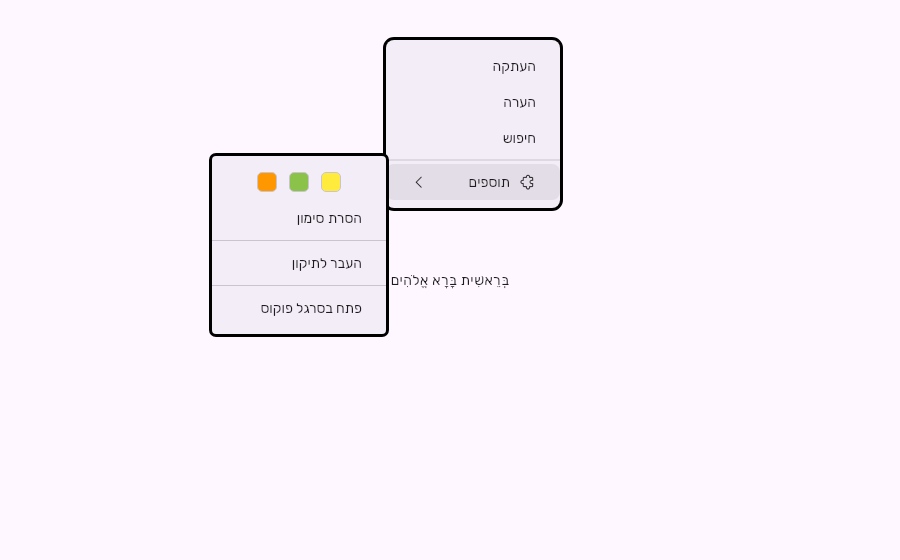 העתקה
הערה
חיפוש
תוספים
הסרת סימון
העבר לתיקון
פתח בסרגל פוקוס
בְּרֵאשִׁית בָּרָא אֱלֹהִים